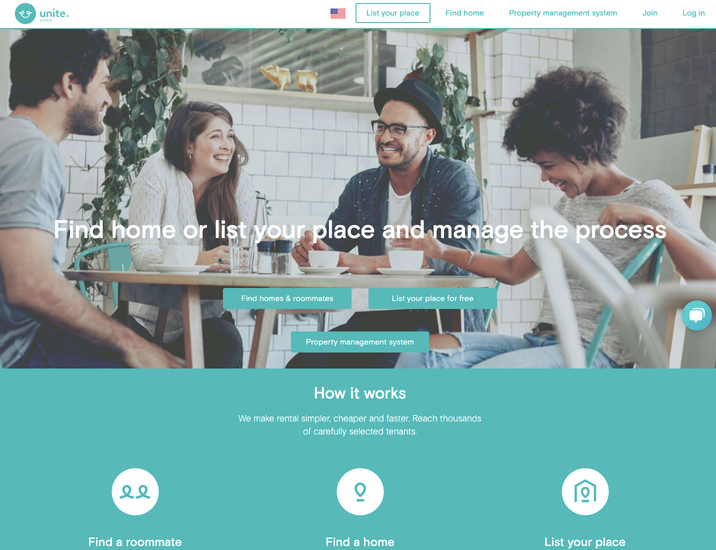 unite.
List your place
Find home
Property management system
Join
Log in
Find home or list your place and manage the process
Find homes & roommates
List your place for free
Property management system
How it works
We make rental simpler, cheaper and faster. Reach thousands
of carefully selected tenants.
Find a roommate
Find a home
List your place